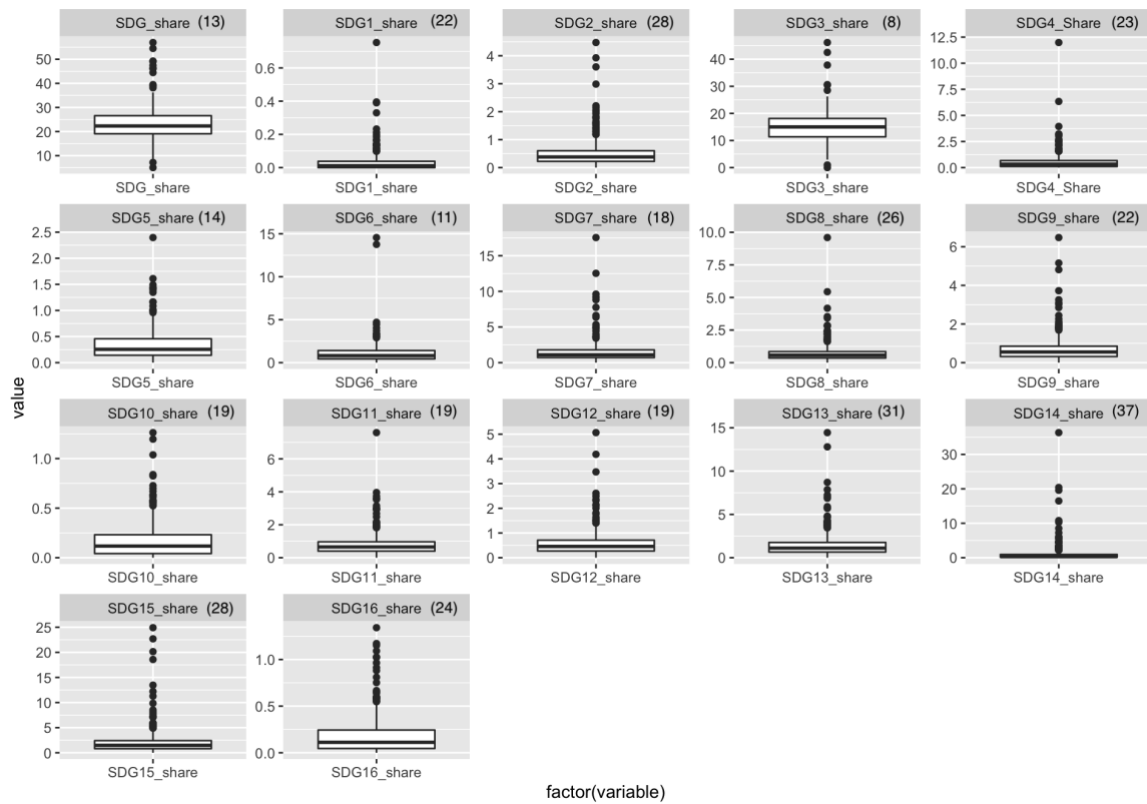 SDG_share (13)
SDG1_share (22)
SDG2_share (28)
SDG3_share (8)
SDG4_Share (23)
50
40
30
20
10
0.6
0.4
0.2
0.0
4
3
2
1
0
40
30
20
10
0
12.5
10.0
7.5
5.0
2.5
0.0
SDG_share
SDG1_share
SDG2_share
SDG3_share
SDG4_Share
SDG5_share (14)
SDG6_share (11)
SDG7_share (18)
SDG8_share (26)
SDG9_share (22)
2.5
2.0
1.5
1.0
0.5
0.0
15
10
5
0
15
10
5
0
10.0
7.5
5.0
2.5
0.0
6
4
2
0
SDG5_share
SDG6_share
SDG7_share
SDG8_share
SDG9_share
value
SDG10_share (19)
SDG11_share (19)
SDG12_share (19)
SDG13_share (31)
SDG14_share (37)
1.0
0.5
0.0
6
4
2
0
5
4
3
2
1
0
15
10
5
0
30
20
10
0
SDG10_share
SDG11_share
SDG12_share
SDG13_share
SDG14_share
SDG15_share (28)
SDG16_share (24)
25
20
15
10
5
0
1.0
0.5
0.0
SDG15_share
SDG16_share
factor(variable)